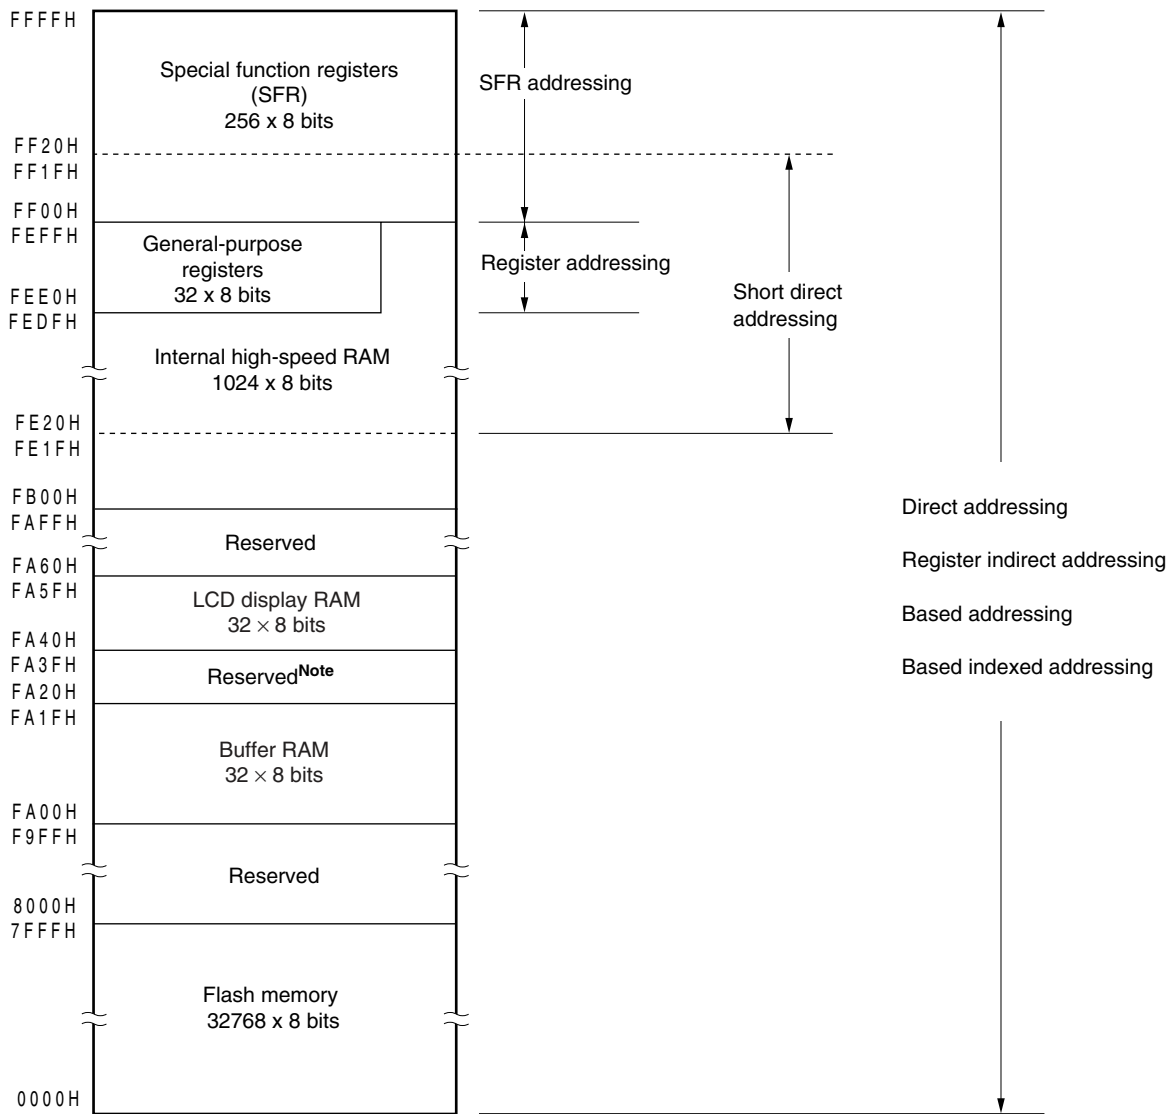 FFFFH
Special function registers
(SFR)
256 x 8 bits
SFR addressing
FF20H
FF1FH
FF00H
FEFFH
General-purpose
registers
32 x 8 bits
Register addressing
FEE0H
FEDFH
Short direct
addressing
Internal high-speed RAM
1024 x 8 bits
FE20H
FE1FH
FB00H
FAFFH
Reserved
Direct addressing
Register indirect addressing
Based addressing
Based indexed addressing
FA60H
FA5FH
LCD display RAM
32 × 8 bits
FA40H
FA3FH
ReservedNote
FA20H
FA1FH
Buffer RAM
32 × 8 bits
FA00H
F9FFH
Reserved
8000H
7FFFH
Flash memory
32768 x 8 bits
0000H